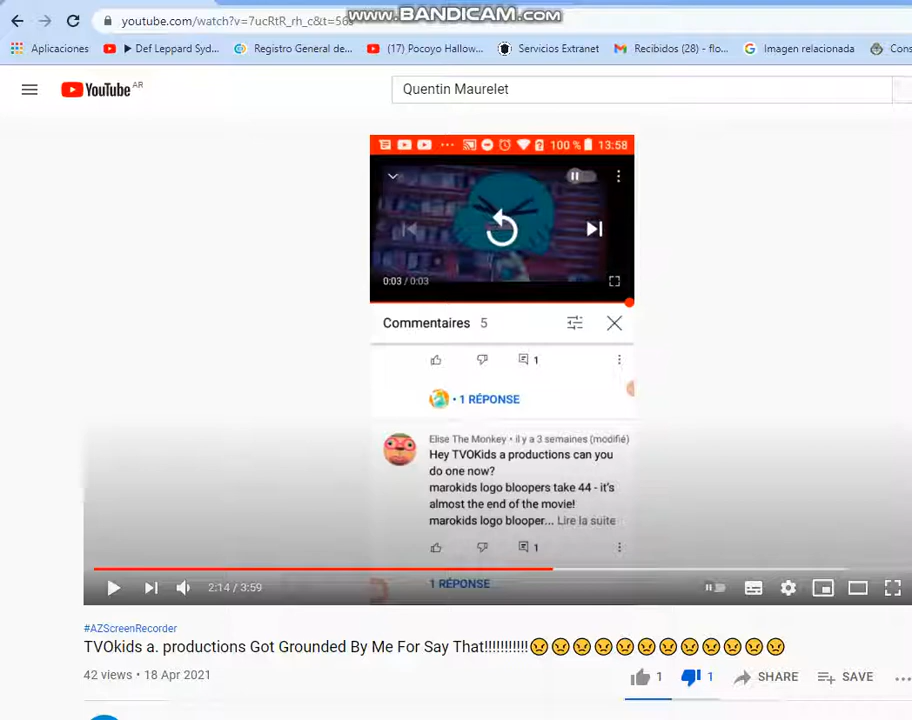 www.BANDICAM.com
youtube.com/watch?v=7ucRtR_rh_c&t=56s
Aplicaciones
Def Leppard Syd...
Registro General de...
(17) Pocoyo Hallow...
Servicios Extranet
Recibidos (28) - flo...
Imagen relacionada
Cons
YouTube AR
Quentin Maurelet
100 % 13:58
0:03 / 0:03
Commentaires 5
1
• 1 RÉPONSE
Elise The Monkey • il y a 3 semaines (modifié)
Hey TVOKids a productions can you
do one now?
marokids logo bloopers take 44 - it's
almost the end of the movie!
marokids logo blooper... Lire la suite
1
1 RÉPONSE
2:14 / 3:59
#AZScreenRecorder
TVOkids a. productions Got Grounded By Me For Say That!!!!!!!!!!!😡😡😡😡😡😡😡😡😡😡😡😡
42 views • 18 Apr 2021
1 1 SHARE SAVE ...